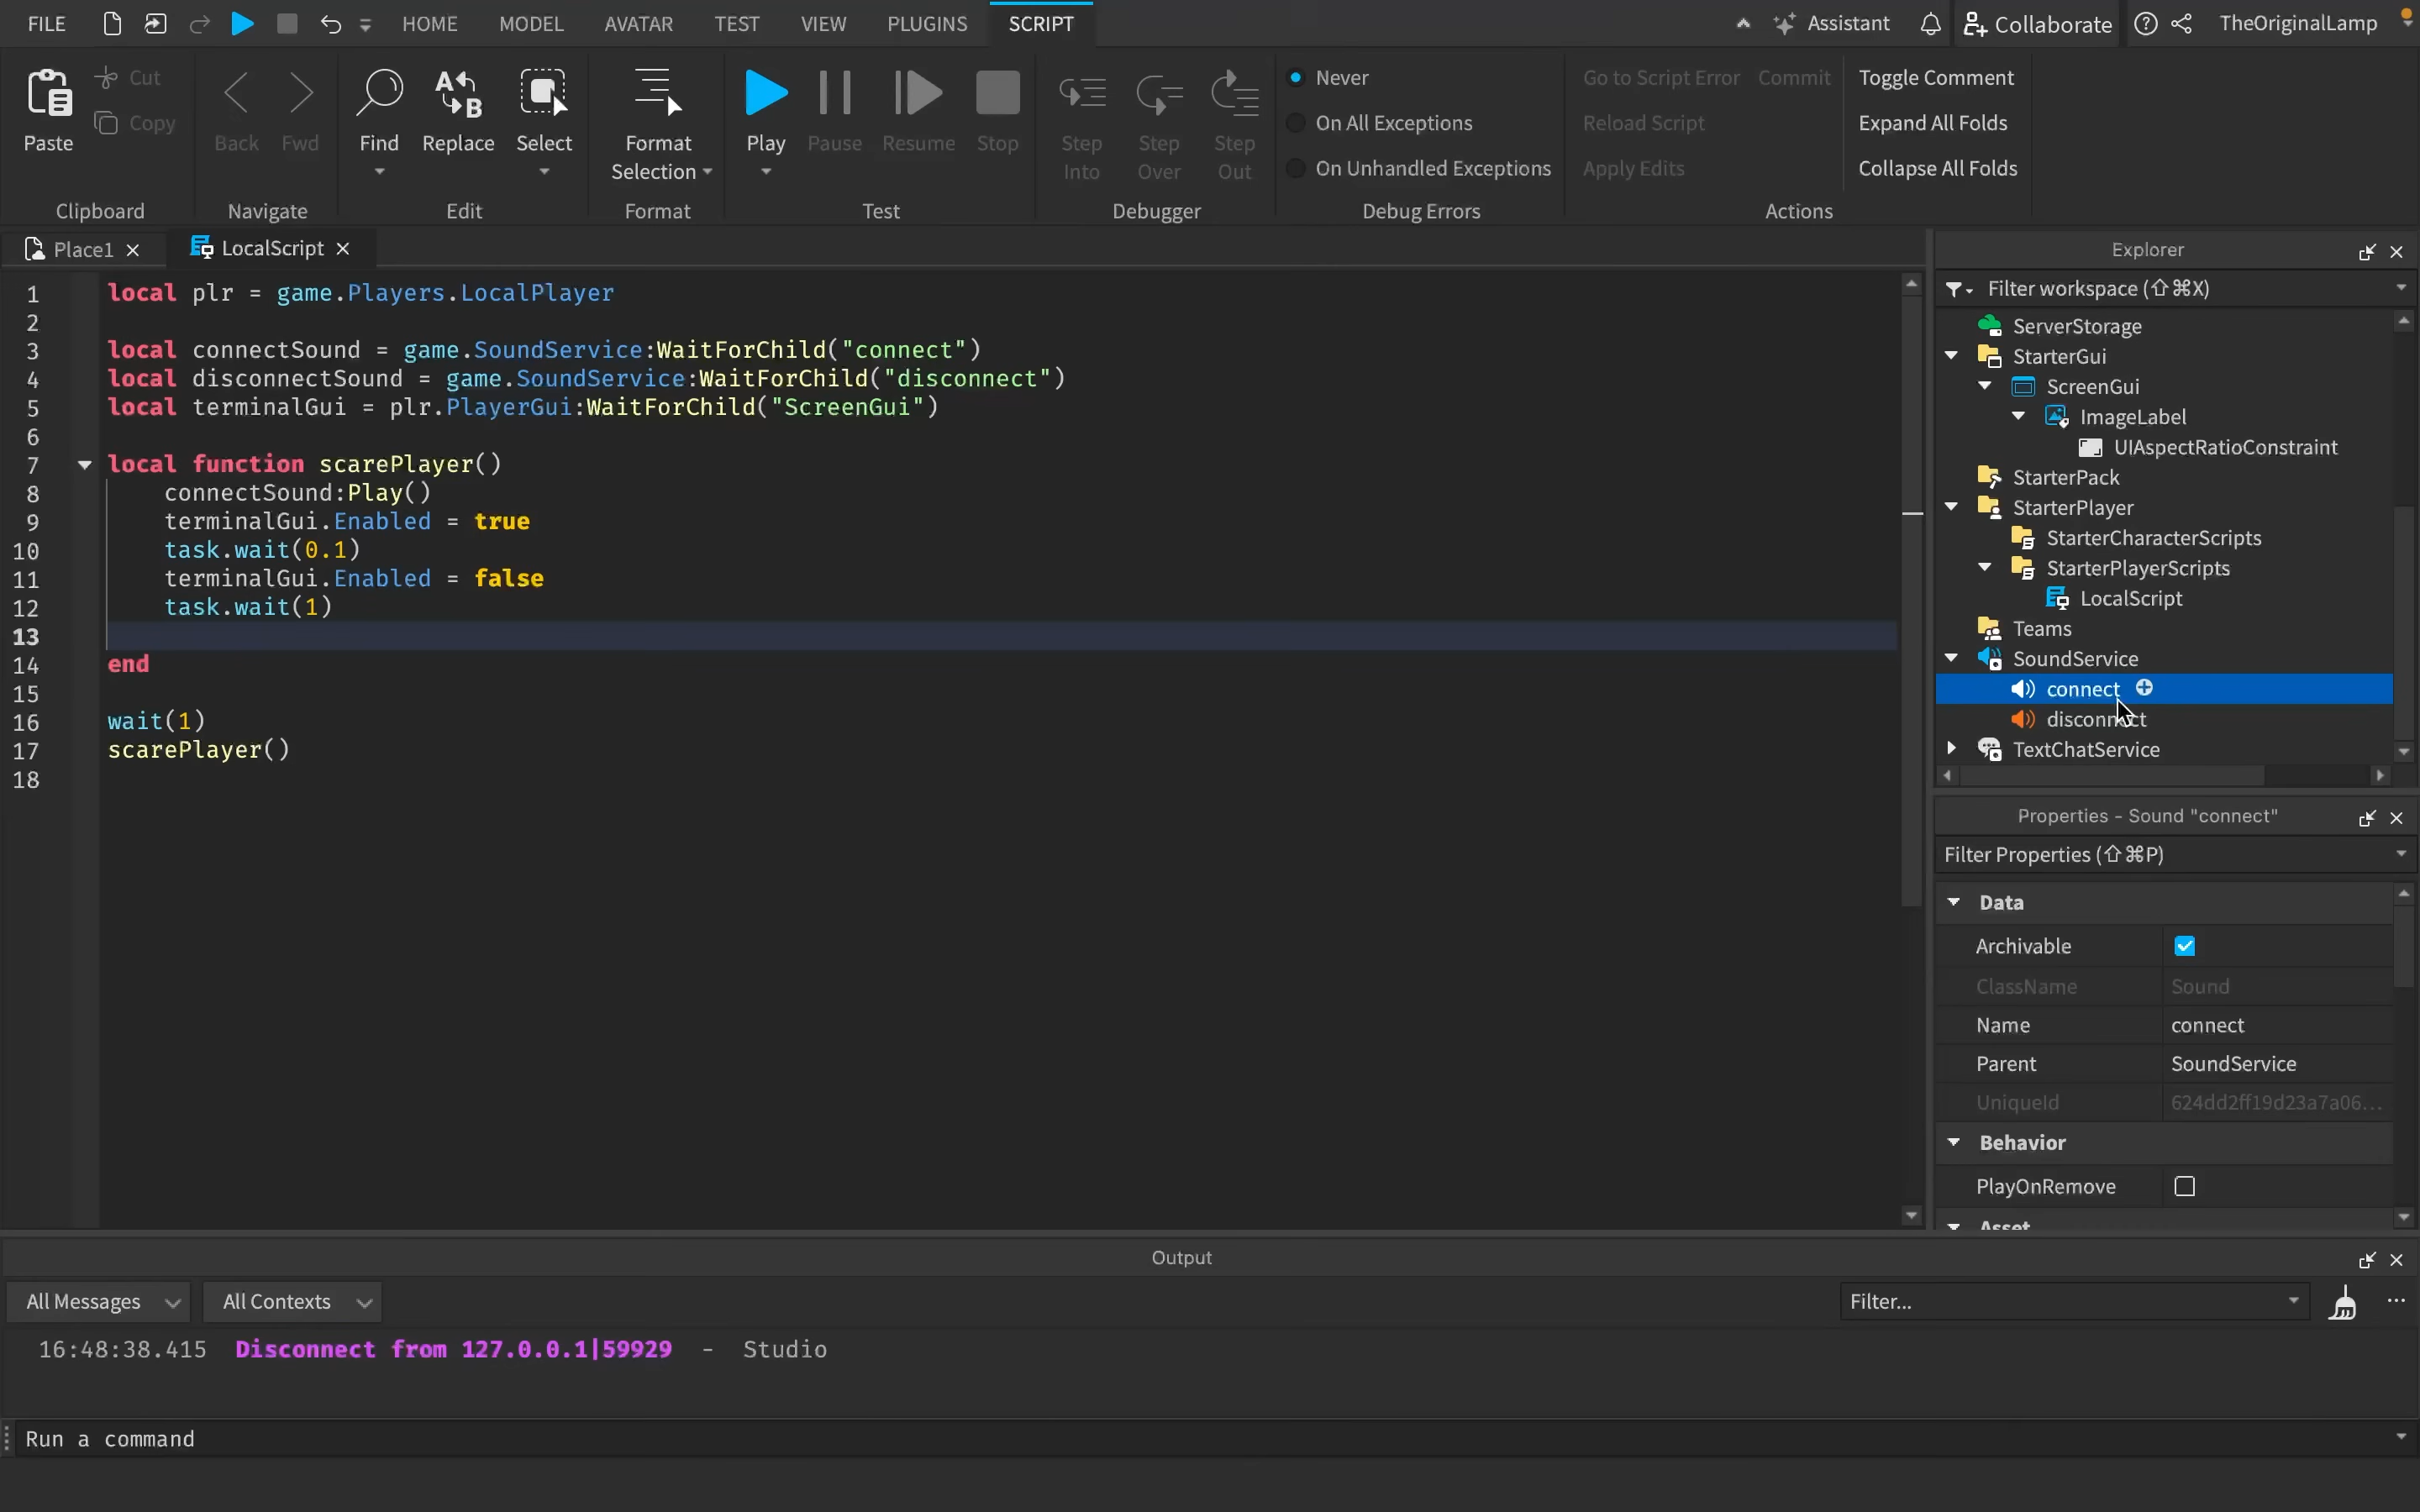 FILE HOME MODEL AVATAR TEST VIEW PLUGINS SCRIPT Assistant Collaborate TheOriginalLamp
Paste Cut Copy
Clipboard
Back Fwd
Navigate
Find Replace Select
Edit
Format Selection
Format
Play Pause Resume Stop
Test
Step Into Step Over Step Out
Debugger
Never
On All Exceptions
On Unhandled Exceptions
Debug Errors
Go to Script Error Commit
Reload Script
Apply Edits
Toggle Comment
Expand All Folds
Collapse All Folds
Actions
Place1 LocalScript
1 local plr = game.Players.LocalPlayer
2
3 local connectSound = game.SoundService:WaitForChild("connect")
4 local disconnectSound = game.SoundService:WaitForChild("disconnect")
5 local terminalGui = plr.PlayerGui:WaitForChild("ScreenGui")
6
7 local function scarePlayer()
8 connectSound:Play()
9 terminalGui.Enabled = true
10 task.wait(0.1)
11 terminalGui.Enabled = false
12 task.wait(1)
13
14 end
15
16 wait(1)
17 scarePlayer()
18
Explorer
Filter workspace (⇧⌘X)
ServerStorage
StarterGui
ScreenGui
ImageLabel
UIAspectRatioConstraint
StarterPack
StarterPlayer
StarterCharacterScripts
StarterPlayerScripts
LocalScript
Teams
SoundService
connect
disconnect
TextChatService
Properties - Sound "connect"
Filter Properties (⇧⌘P)
Data
Archivable
ClassName Sound
Name connect
Parent SoundService
UniqueId 624dd2ff19d23a7a06...
Behavior
PlayOnRemove
Asset
Output
All Messages All Contexts Filter...
16:48:38.415 Disconnect from 127.0.0.1|59929 - Studio
Run a command